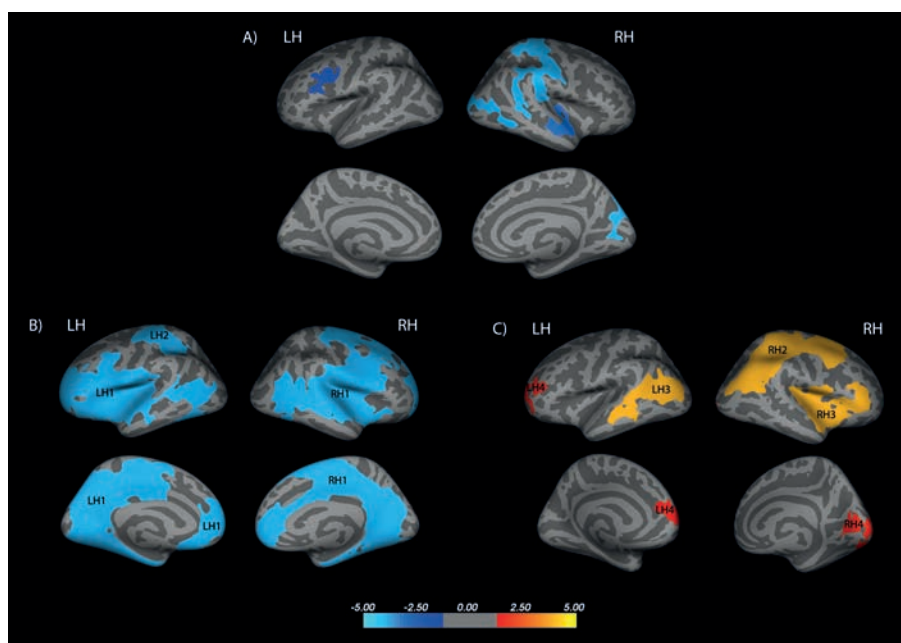 A) LH RH
B) LH RH
LH2
LH1
RH1
LH1
LH1
RH1
C) LH RH
LH4
LH3
RH2
RH3
LH4
RH4
-5.00 -2.50 0.00 2.50 5.00